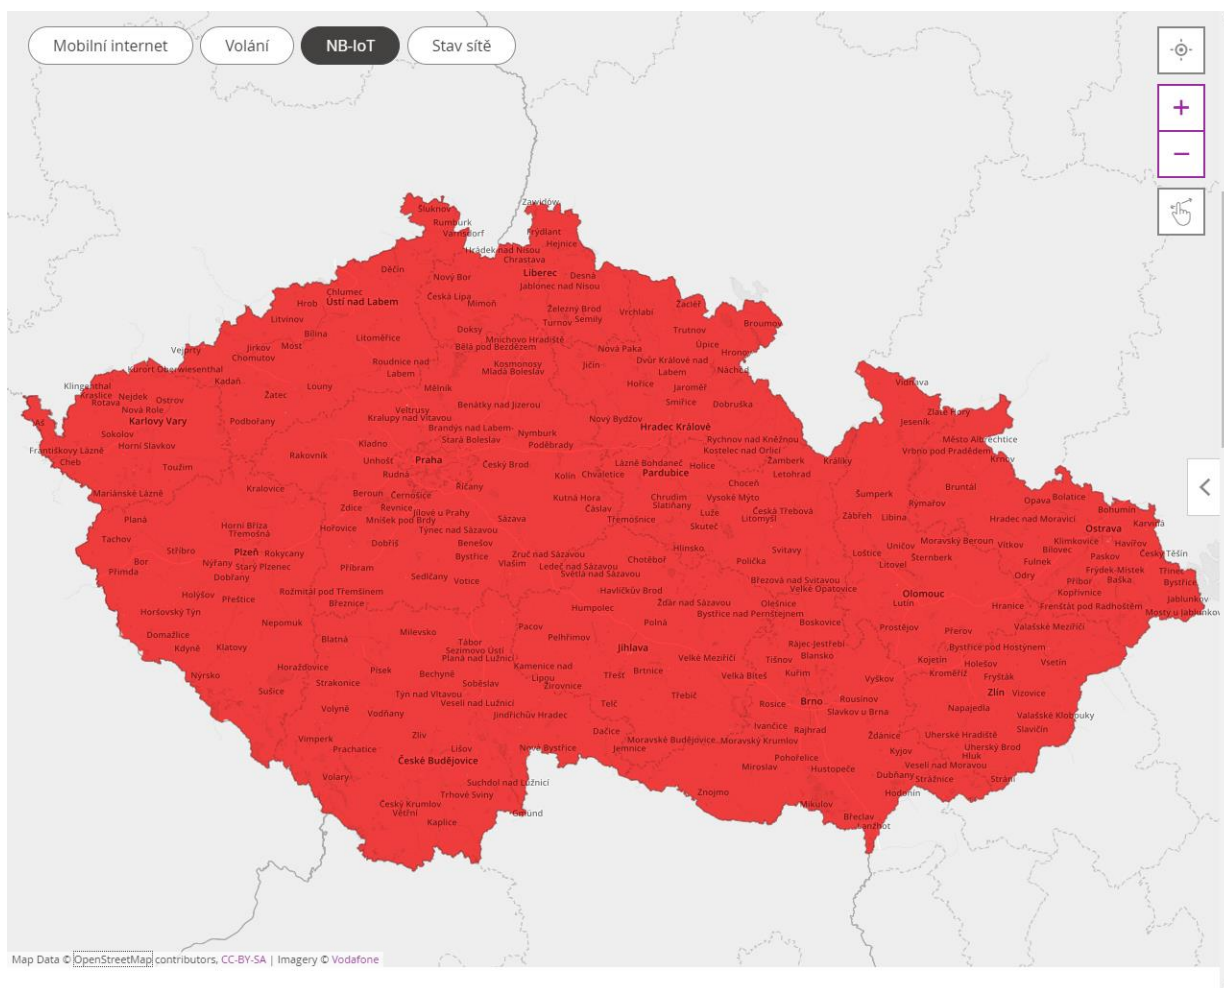 Mobilní internet
Volání
NB-IoT
Stav sítě
+
−
Šluknov
Zawidów
Rumburk
Varnsdorf
Frýdlant
Hrádek nad Nisou
Hejnice
Chrastava
Děčín
Nový Bor
Liberec
Desná
Jablonec nad Nisou
Chlumec
Hrob
Ústí nad Labem
Česká Lípa
Mimoň
Železný Brod
Žacléř
Litvínov
Turnov
Semily
Vrchlabí
Broumov
Bílina
Doksy
Trutnov
Jirkov
Most
Litoměřice
Mnichovo Hradiště
Bělá pod Bezdězem
Úpice
Vejprty
Chomutov
Nová Paka
Hronov
Kurort Oberwiesenthal
Roudnice nad
Labem
Kosmonosy
Mladá Boleslav
Jičín
Dvůr Králové nad
Labem
Náchod
Klingenthal
Kraslice
Nejdek
Ostrov
Kadaň
Louny
Mělník
Hořice
Jaroměř
Vidnava
Rotava
Nová Role
Žatec
Veltrusy
Benátky nad Jizerou
Smiřice
Dobruška
Zlaté Hory
Aš
Karlovy Vary
Podbořany
Kralupy nad Vltavou
Nový Bydžov
Jeseník
Sokolov
Brandýs nad Labem-
Stará Boleslav
Nymburk
Hradec Králové
Město Albrechtice
Františkovy Lázně
Horní Slavkov
Kladno
Poděbrady
Rychnov nad Kněžnou
Kostelec nad Orlicí
Vrbno pod Pradědem
Cheb
Toužim
Rakovník
Unhošť
Praha
Český Brod
Lázně Bohdaneč
Holice
Žamberk
Králíky
Krnov
Rudná
Kolín
Chvaletice
Pardubice
Letohrad
Mariánské Lázně
Kralovice
Beroun
Černošice
Říčany
Kutná Hora
Chrudim
Choceň
Šumperk
Bruntál
Zdice
Řevnice
Jílové u Prahy
Čáslav
Slatiňany
Vysoké Mýto
Rýmařov
Opava
Bolatice
Planá
Horní Bříza
Třemošná
Hořovice
Mníšek pod Brdy
Sázava
Třemošnice
Luže
Česká Třebová
Litomyšl
Zábřeh
Libina
Hradec nad Moravicí
Bohumín
Karviná
Tachov
Týnec nad Sázavou
Skuteč
Ostrava
Stříbro
Plzeň
Rokycany
Dobříš
Benešov
Hlinsko
Svitavy
Loštice
Uničov
Moravský Beroun
Vítkov
Klimkovice
Havířov
Bor
Nýřany
Starý Plzenec
Bystřice
Zruč nad Sázavou
Chotěboř
Polička
Šternberk
Bílovec
Paskov
Český Těšín
Přimda
Dobřany
Příbram
Vlašim
Ledeč nad Sázavou
Světlá nad Sázavou
Litovel
Fulnek
Frýdek-Místek
Třinec
Sedlčany
Votice
Březová nad Svitavou
Velké Opatovice
Odry
Příbor
Baška
Bystřice
Holýšov
Přeštice
Rožmitál pod Třemšínem
Březnice
Havlíčkův Brod
Olomouc
Kopřivnice
Jablunkov
Horšovský Týn
Humpolec
Žďár nad Sázavou
Olešnice
Lutín
Hranice
Frenštát pod Radhoštěm
Mosty u Jablunkova
Nepomuk
Polná
Bystřice nad Pernštejnem
Boskovice
Domažlice
Milevsko
Pacov
Prostějov
Přerov
Valašské Meziříčí
Kdyně
Klatovy
Blatná
Tábor
Sezimovo Ústí
Planá nad Lužnicí
Pelhřimov
Jihlava
Rájec-Jestřebí
Blansko
Bystřice pod Hostýnem
Nýrsko
Horažďovice
Písek
Bechyně
Kamenice nad
Lipou
Velké Meziříčí
Tišnov
Kojetín
Holešov
Vsetín
Sušice
Strakonice
Soběslav
Žirovnice
Třešť
Brtnice
Velká Bíteš
Kuřim
Vyškov
Kroměříž
Fryšták
Týn nad Vltavou
Veselí nad Lužnicí
Třebíč
Brno
Rousínov
Zlín
Vizovice
Volyně
Vodňany
Jindřichův Hradec
Telč
Rosice
Slavkov u Brna
Napajedla
Valašské Klobouky
Vimperk
Zliv
Dačice
Ivančice
Rajhrad
Ždánice
Uherské Hradiště
Slavičín
Prachatice
Lišov
Nová Bystřice
Jemnice
Moravské Budějovice
Moravský Krumlov
Kyjov
Uherský Brod
Hluk
České Budějovice
Pohořelice
Volary
Suchdol nad Lužnicí
Miroslav
Hustopeče
Veselí nad Moravou
Dubňany
Strážnice
Strání
Trhové Sviny
Znojmo
Hodonín
Český Krumlov
Větřní
Gmünd
Mikulov
Kaplice
Břeclav
Lanžhot
Map Data © OpenStreetMap contributors, CC-BY-SA | Imagery © Vodafone